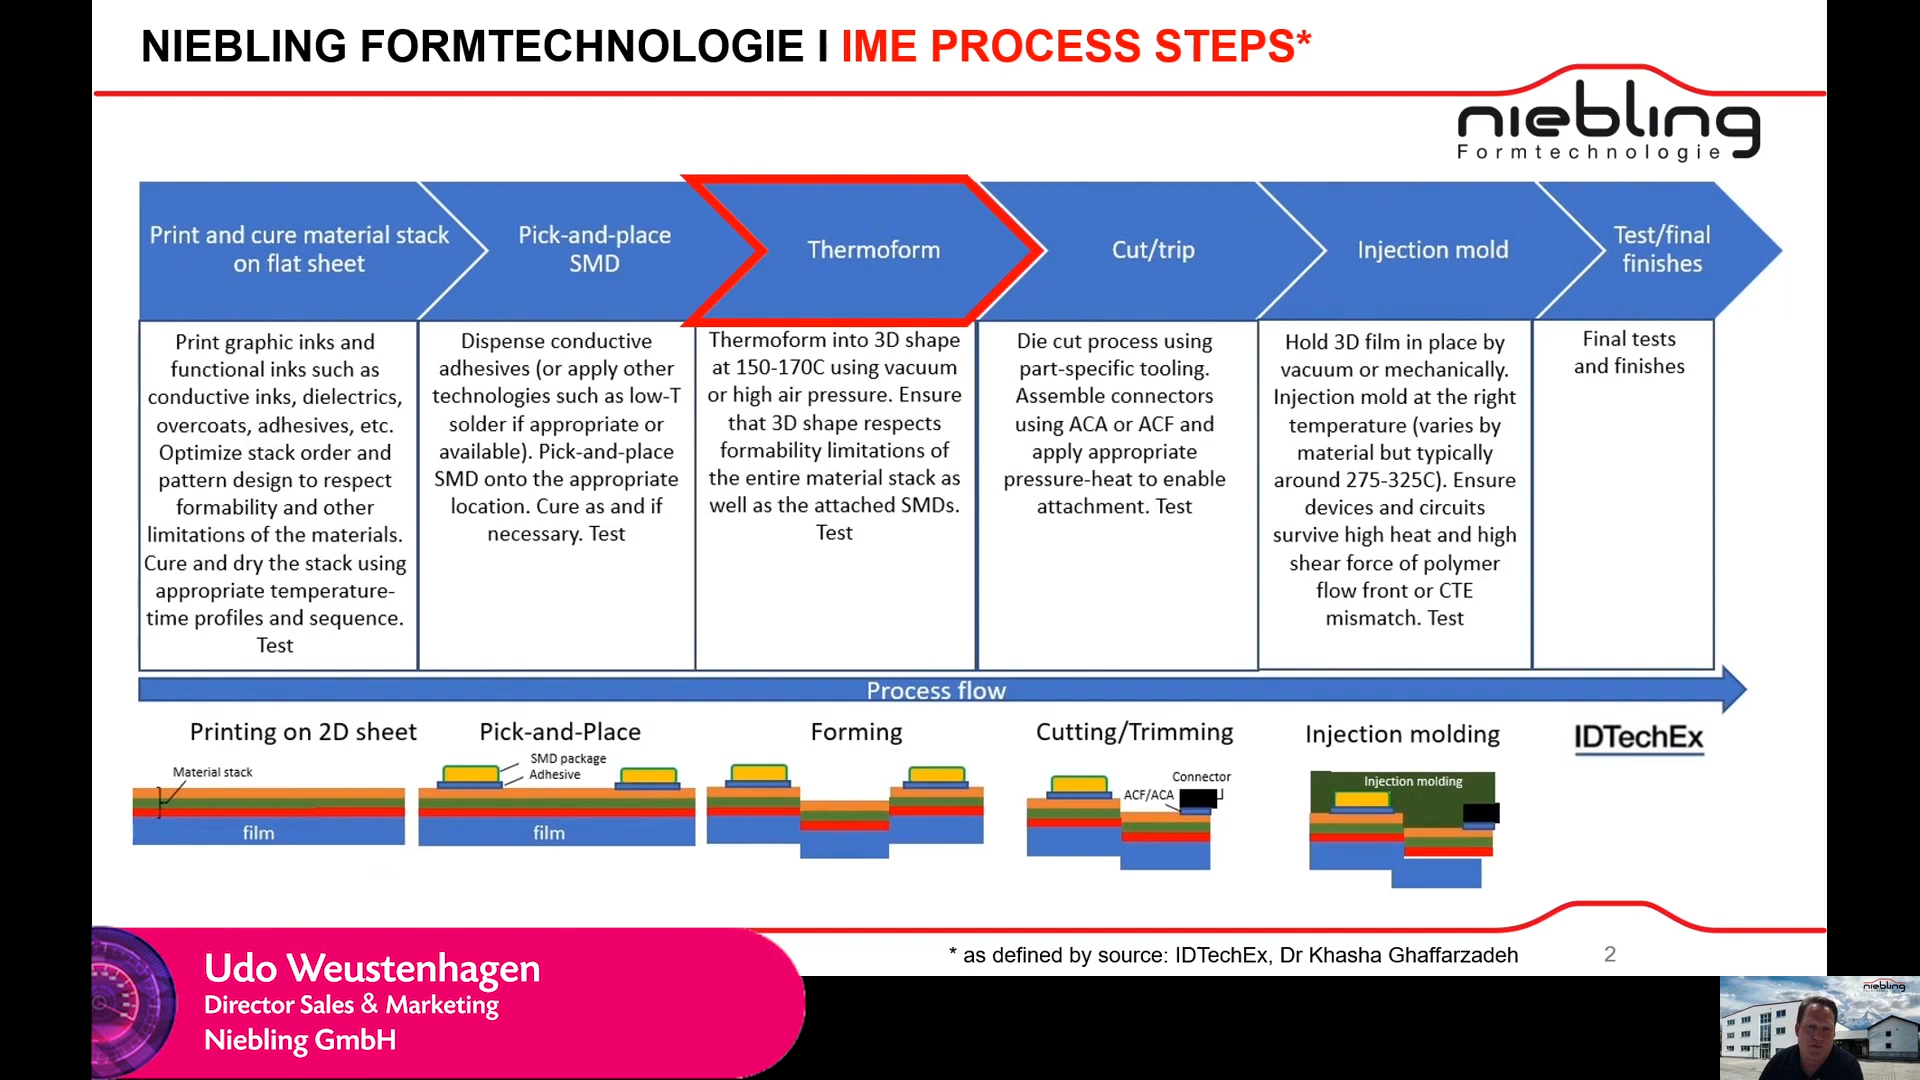 NIEBLING FORMTECHNOLOGIE I IME PROCESS STEPS*
niebling
Formtechnologie
Print and cure material stack
on flat sheet
Pick-and-place
SMD
Thermoform
Cut/trip
Injection mold
Test/final
finishes
Print graphic inks and
functional inks such as
conductive inks, dielectrics,
overcoats, adhesives, etc.
Optimize stack order and
pattern design to respect
formability and other
limitations of the materials.
Cure and dry the stack using
appropriate temperature-
time profiles and sequence.
Test
Dispense conductive
adhesives (or apply other
technologies such as low-T
solder if appropriate or
available). Pick-and-place
SMD onto the appropriate
location. Cure as and if
necessary. Test
Thermoform into 3D shape
at 150-170C using vacuum
or high air pressure. Ensure
that 3D shape respects
formability limitations of
the entire material stack as
well as the attached SMDs.
Test
Die cut process using
part-specific tooling.
Assemble connectors
using ACA or ACF and
apply appropriate
pressure-heat to enable
attachment. Test
Hold 3D film in place by
vacuum or mechanically.
Injection mold at the right
temperature (varies by
material but typically
around 275-325C). Ensure
devices and circuits
survive high heat and high
shear force of polymer
flow front or CTE
mismatch. Test
Final tests
and finishes
Process flow
Printing on 2D sheet
Material stack
film
Pick-and-Place
SMD package
Adhesive
film
Forming
Cutting/Trimming
Connector
ACF/ACA
Injection molding
Injection molding
IDTechEx
* as defined by source: IDTechEx, Dr Khasha Ghaffarzadeh
2
Udo Weustenhagen
Director Sales & Marketing
Niebling GmbH
niebling